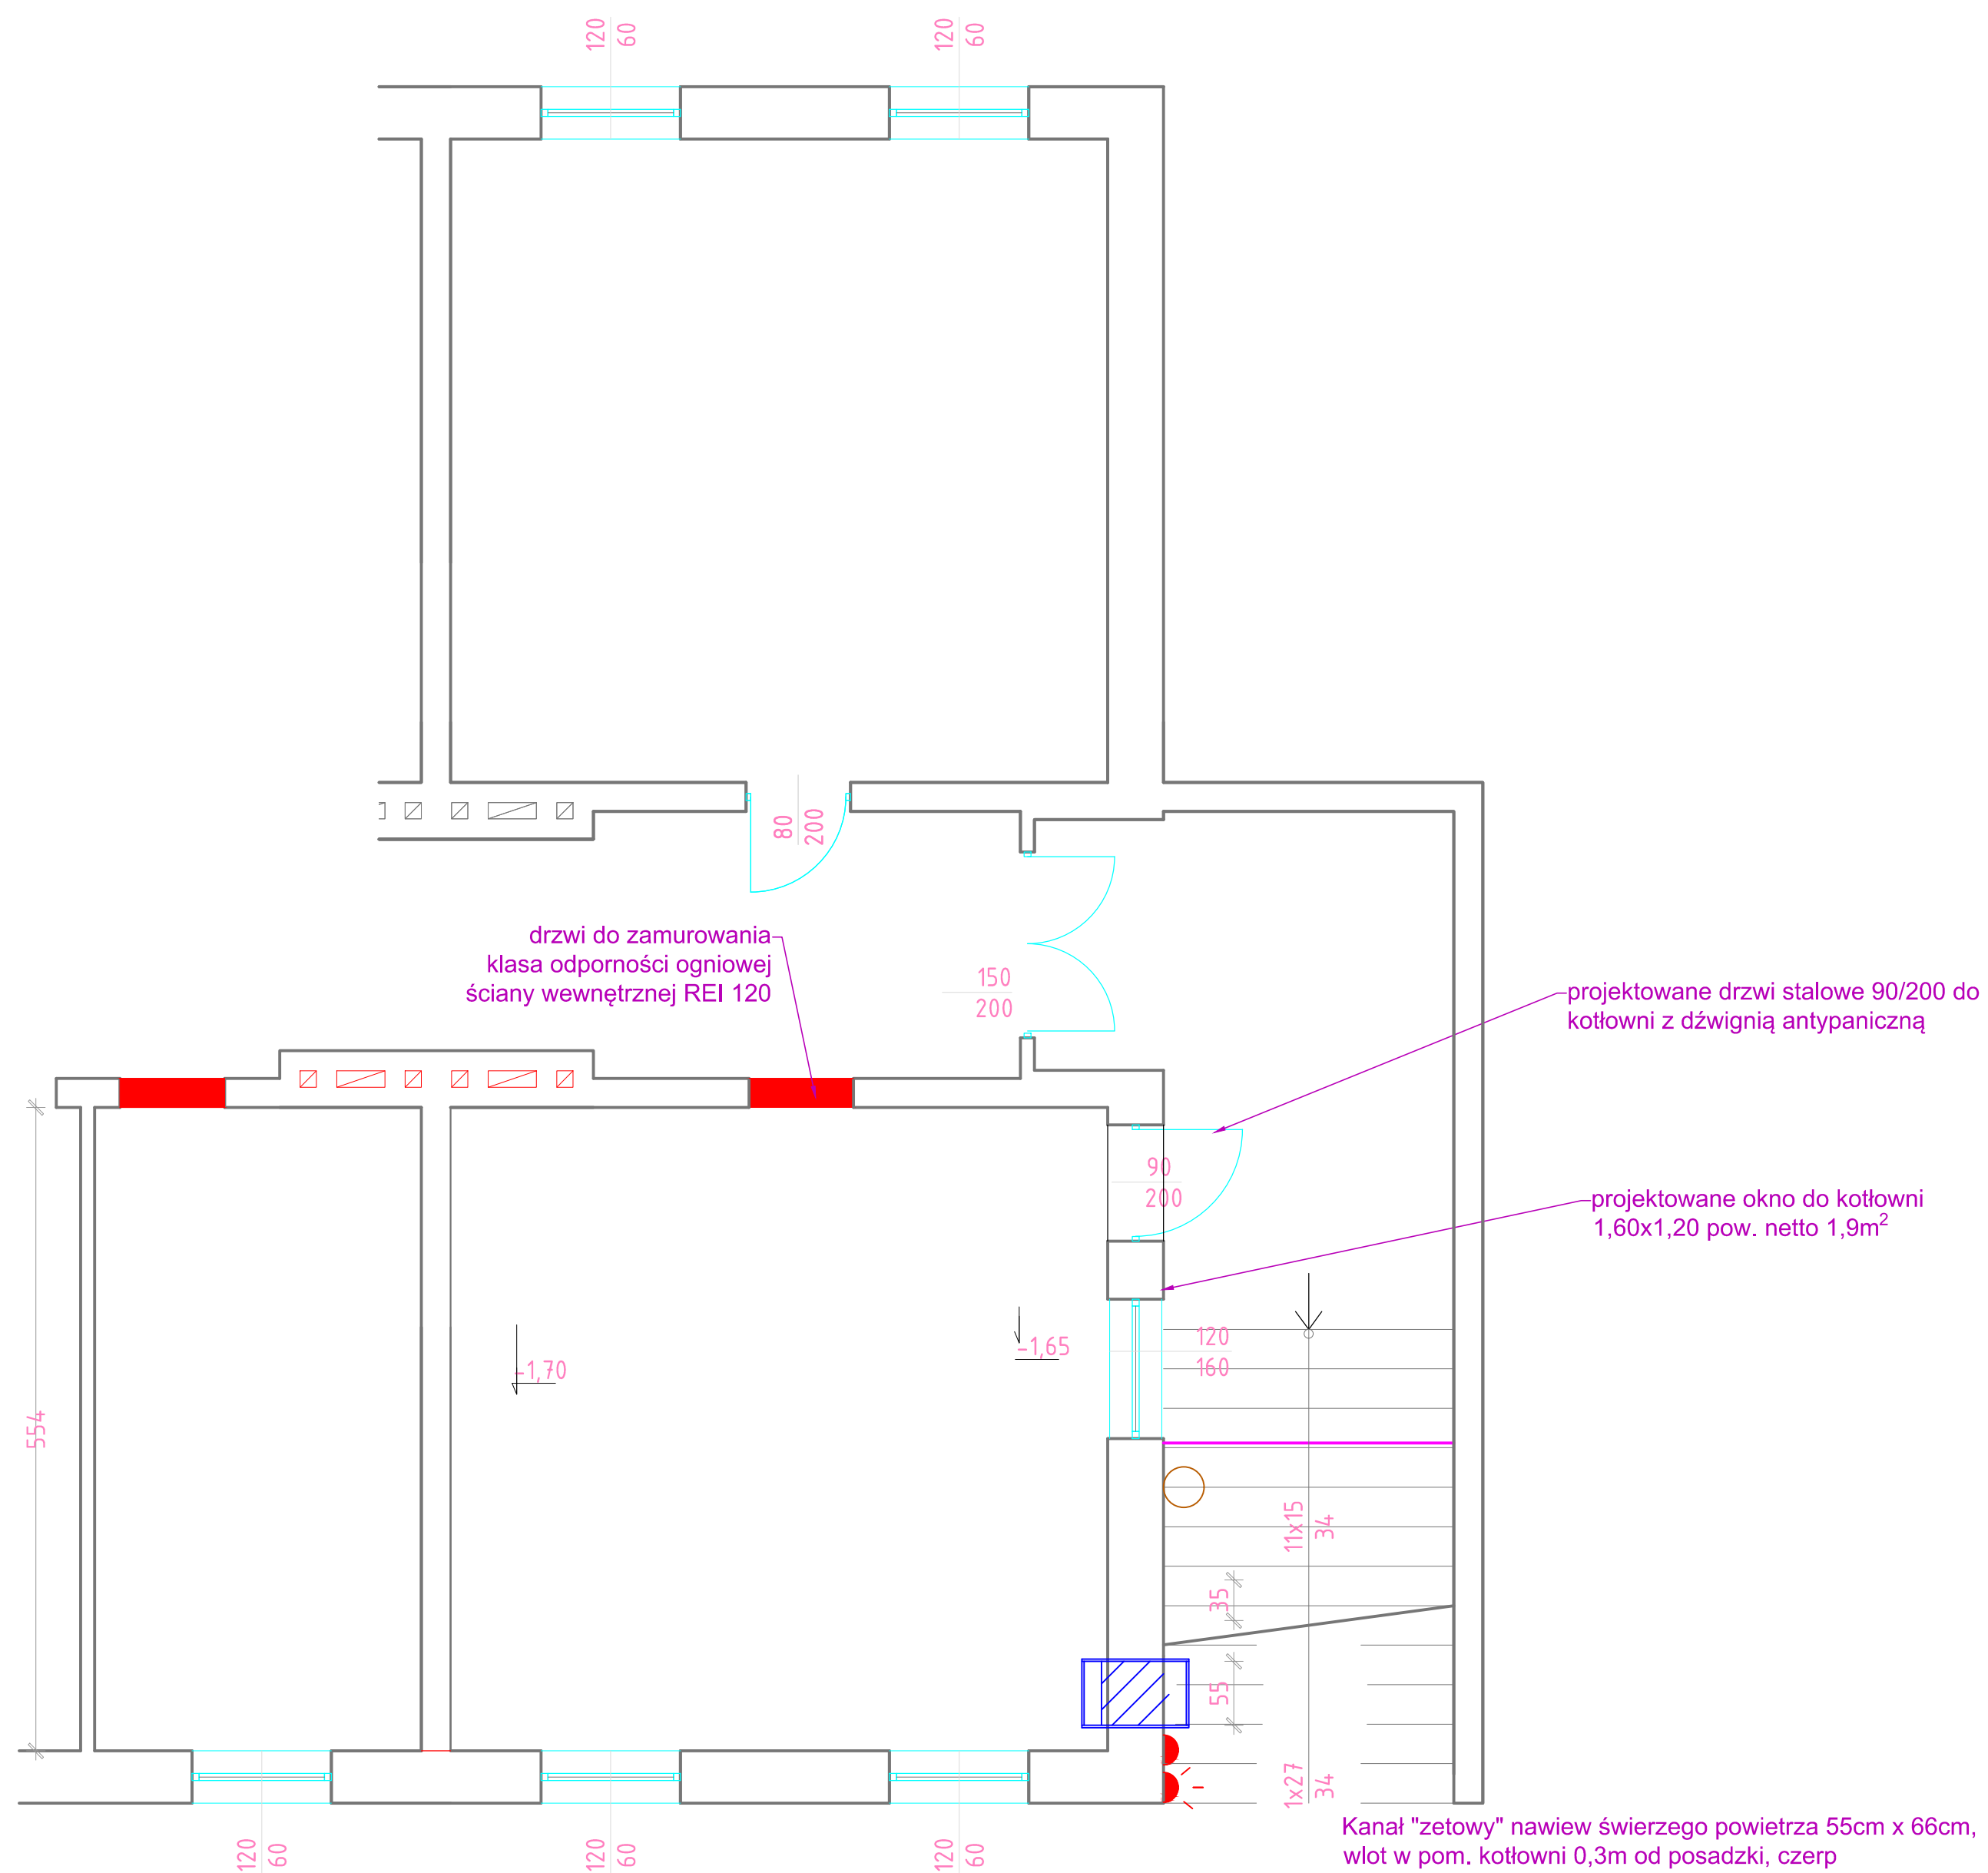 120
60
120
60
80
200
drzwi do zamurowania
klasa odporności ogniowej
ściany wewnętrznej REI 120
150
200
projektowane drzwi stalowe 90/200 do
kotłowni z dźwignią antypaniczną
90
200
projektowane okno do kotłowni
1,60x1,20 pow. netto 1,9m²
120
160
-1,65
-1,70
554
11x15
34
35
55
1x27
34
Kanał "zetowy" nawiew świerzego powietrza 55cm x 66cm,
wlot w pom. kotłowni 0,3m od posadzki, czerp
120
60
120
60
120
60